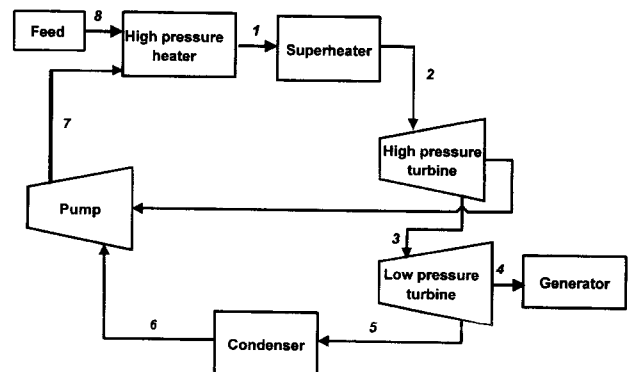 8
Feed
High pressure
heater
1
Superheater
2
7
High pressure
turbine
Pump
3
Low pressure
turbine
4
Generator
6
5
Condenser